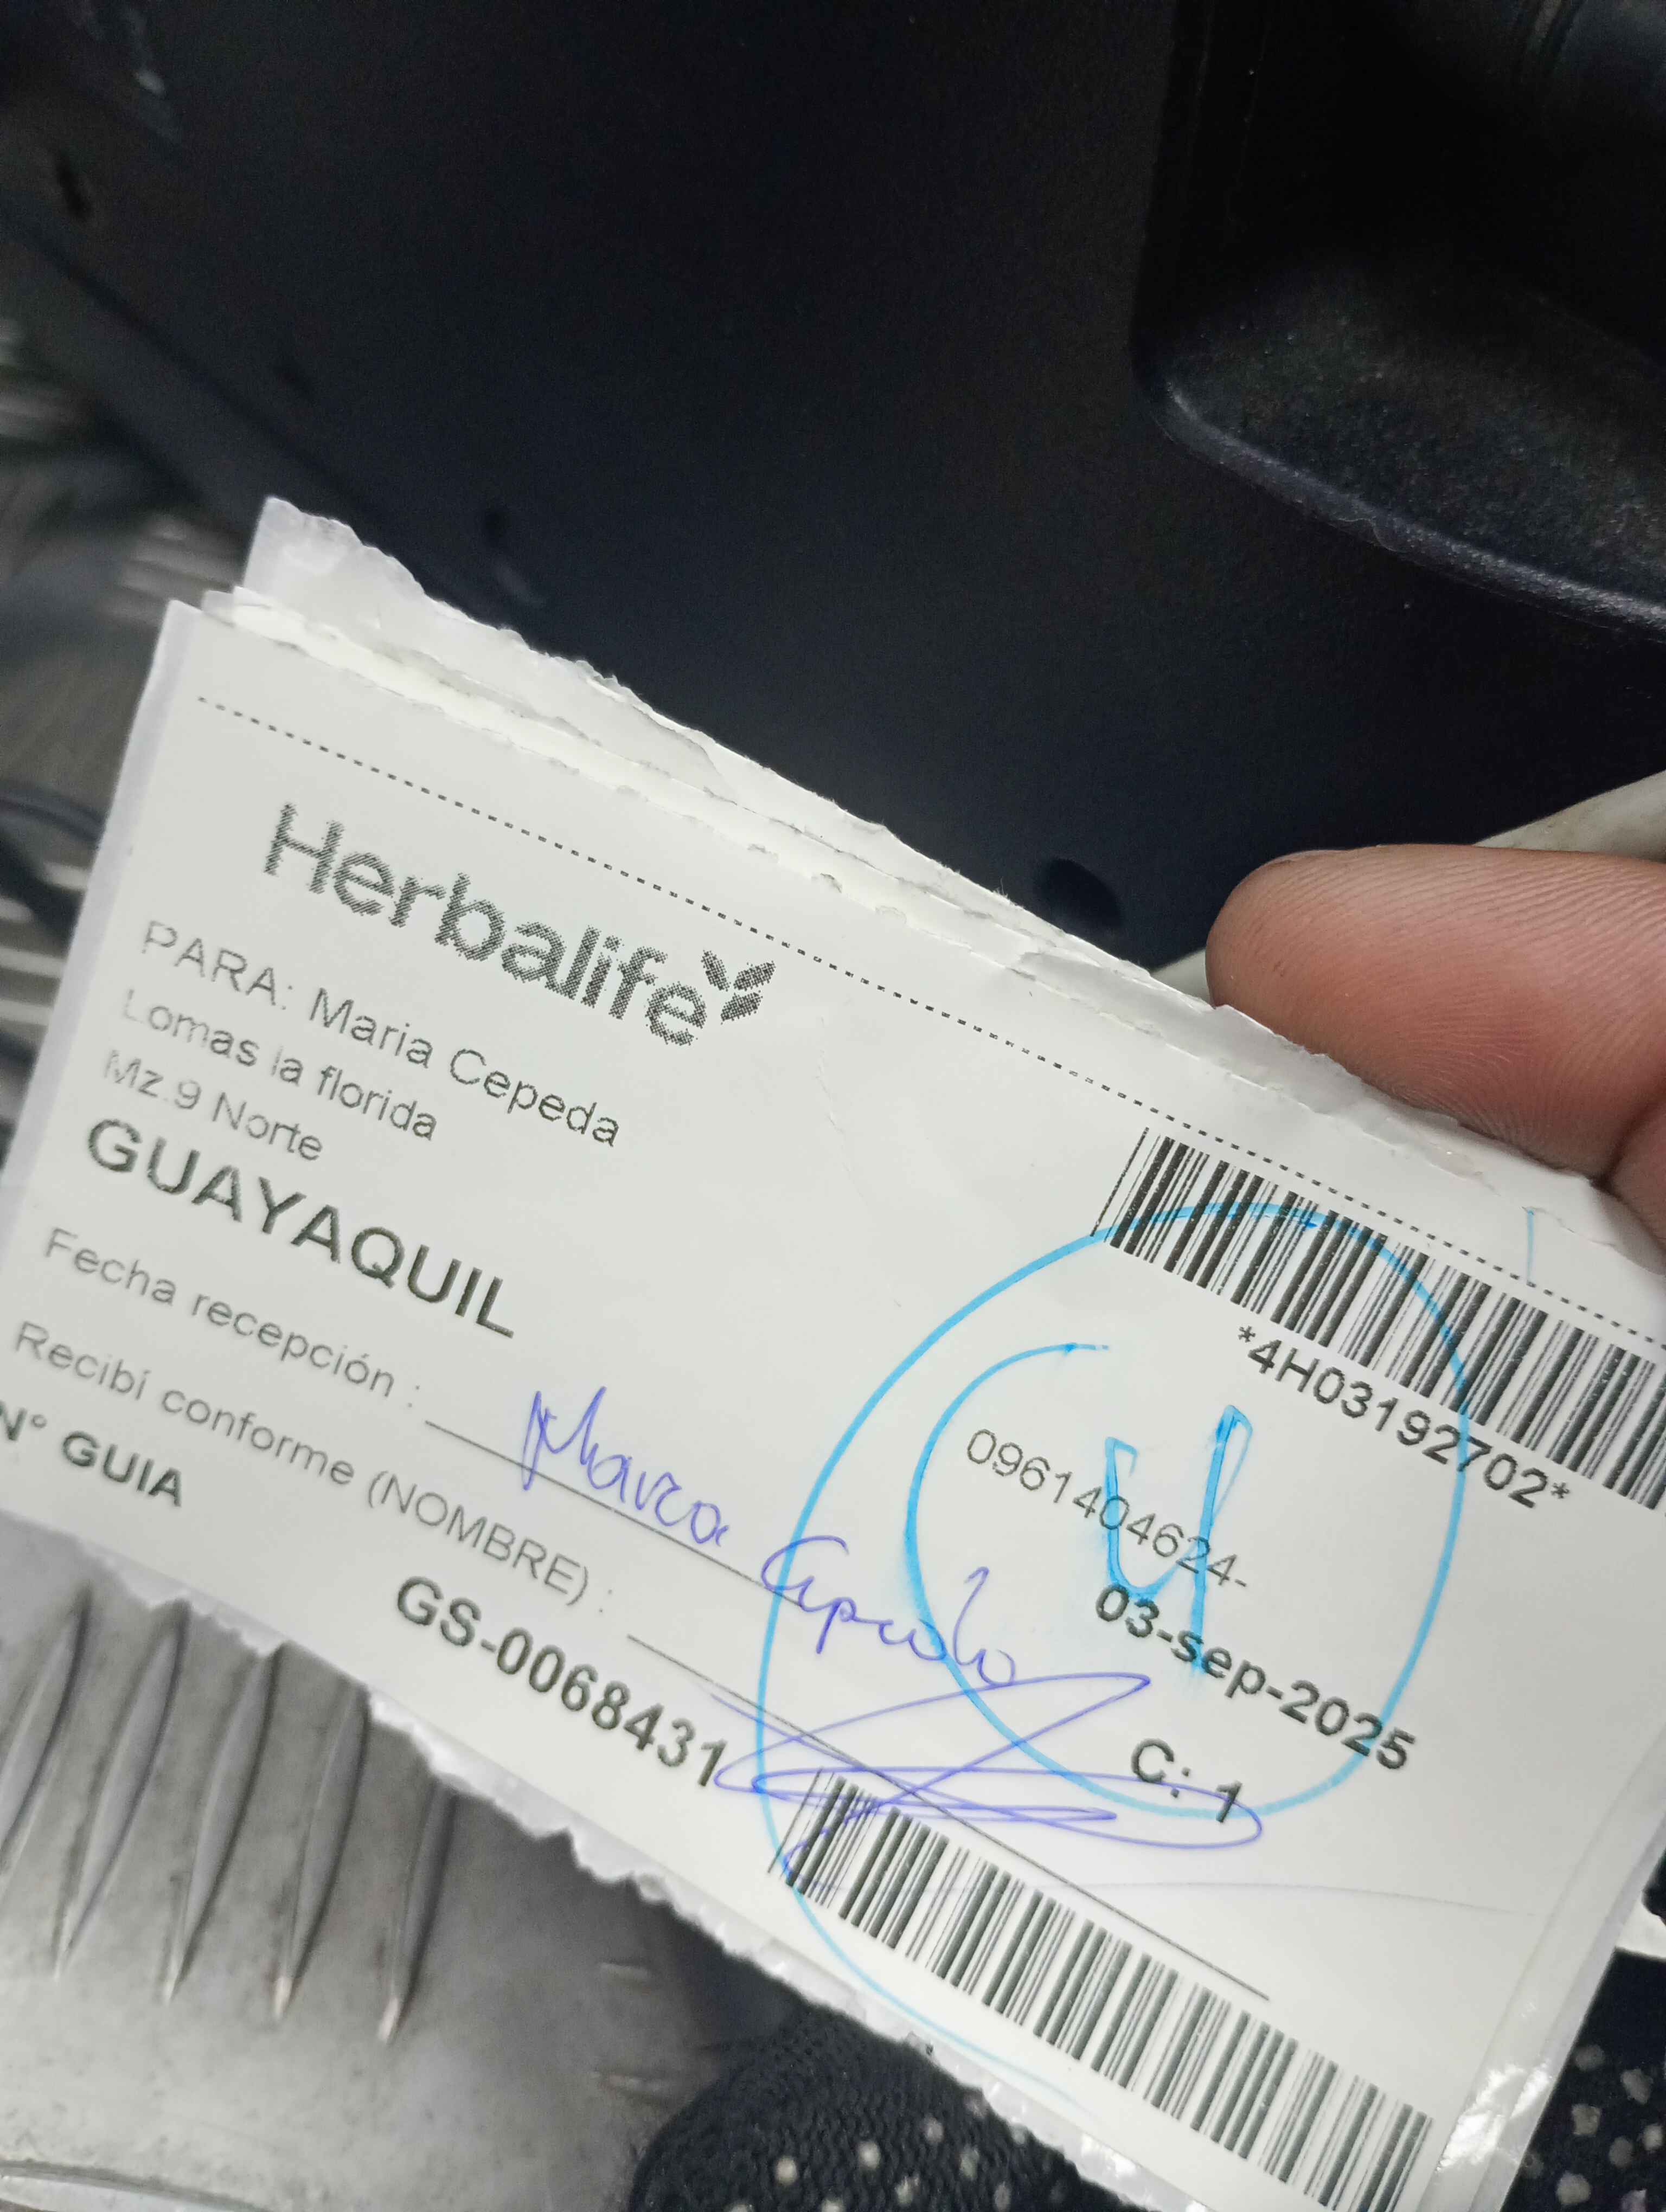 Herbalife
PARA: Maria Cepeda
Lomas la florida
Mz.9 Norte
GUAYAQUIL
*4H03192702*
0961404624-
03-sep-2025
C: 1
Fecha recepción :
Recibí conforme (NOMBRE) :
Cepeda
N° GUIA
GS-0068431